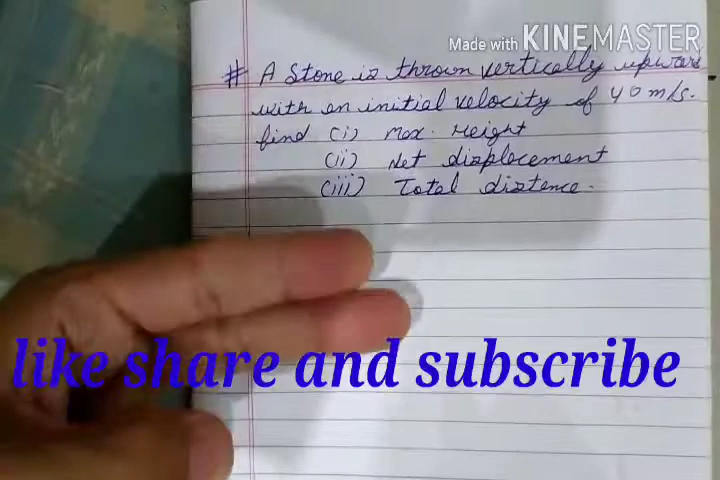 Made with KINEMASTER
# A Stone is thrown vertically upward
with an initial velocity of 40 m/s.
find (i) Max. Height
(ii) Net displacement
(iii) Total distance.
like share and subscribe